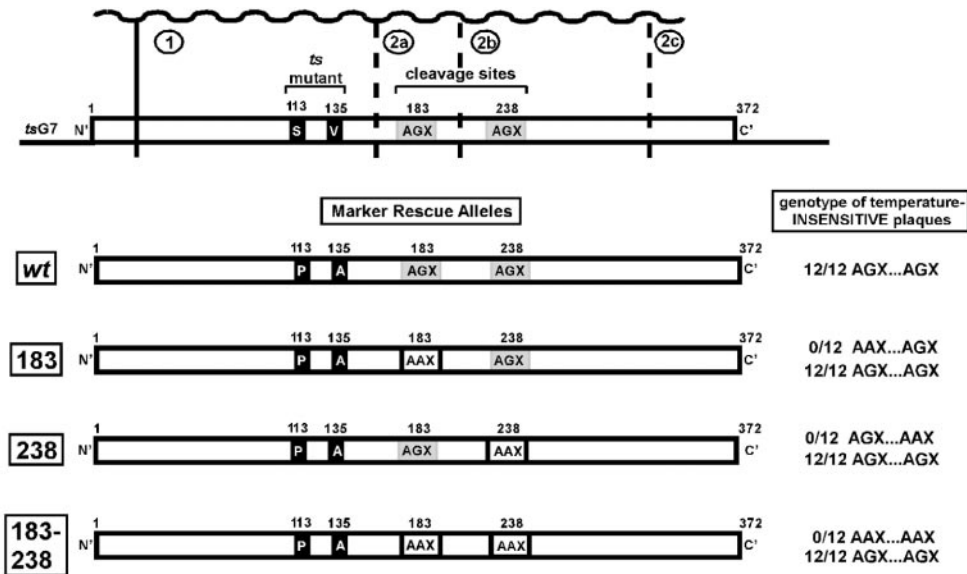 1 2a 2b 2c
ts
mutant
cleavage sites
1 113 135 183 238 372
tsG7 N' S V AGX AGX C'
Marker Rescue Alleles
genotype of temperature-
INSENSITIVE plaques
1 113 135 183 238 372
wt N' P A AGX AGX C' 12/12 AGX...AGX
1 113 135 183 238 372
183 N' P A AAX AGX C' 0/12 AAX...AGX
12/12 AGX...AGX
1 113 135 183 238 372
238 N' P A AGX AAX C' 0/12 AGX...AAX
12/12 AGX...AGX
1 113 135 183 238 372
183-
238 N' P A AAX AAX C' 0/12 AAX...AAX
12/12 AGX...AGX